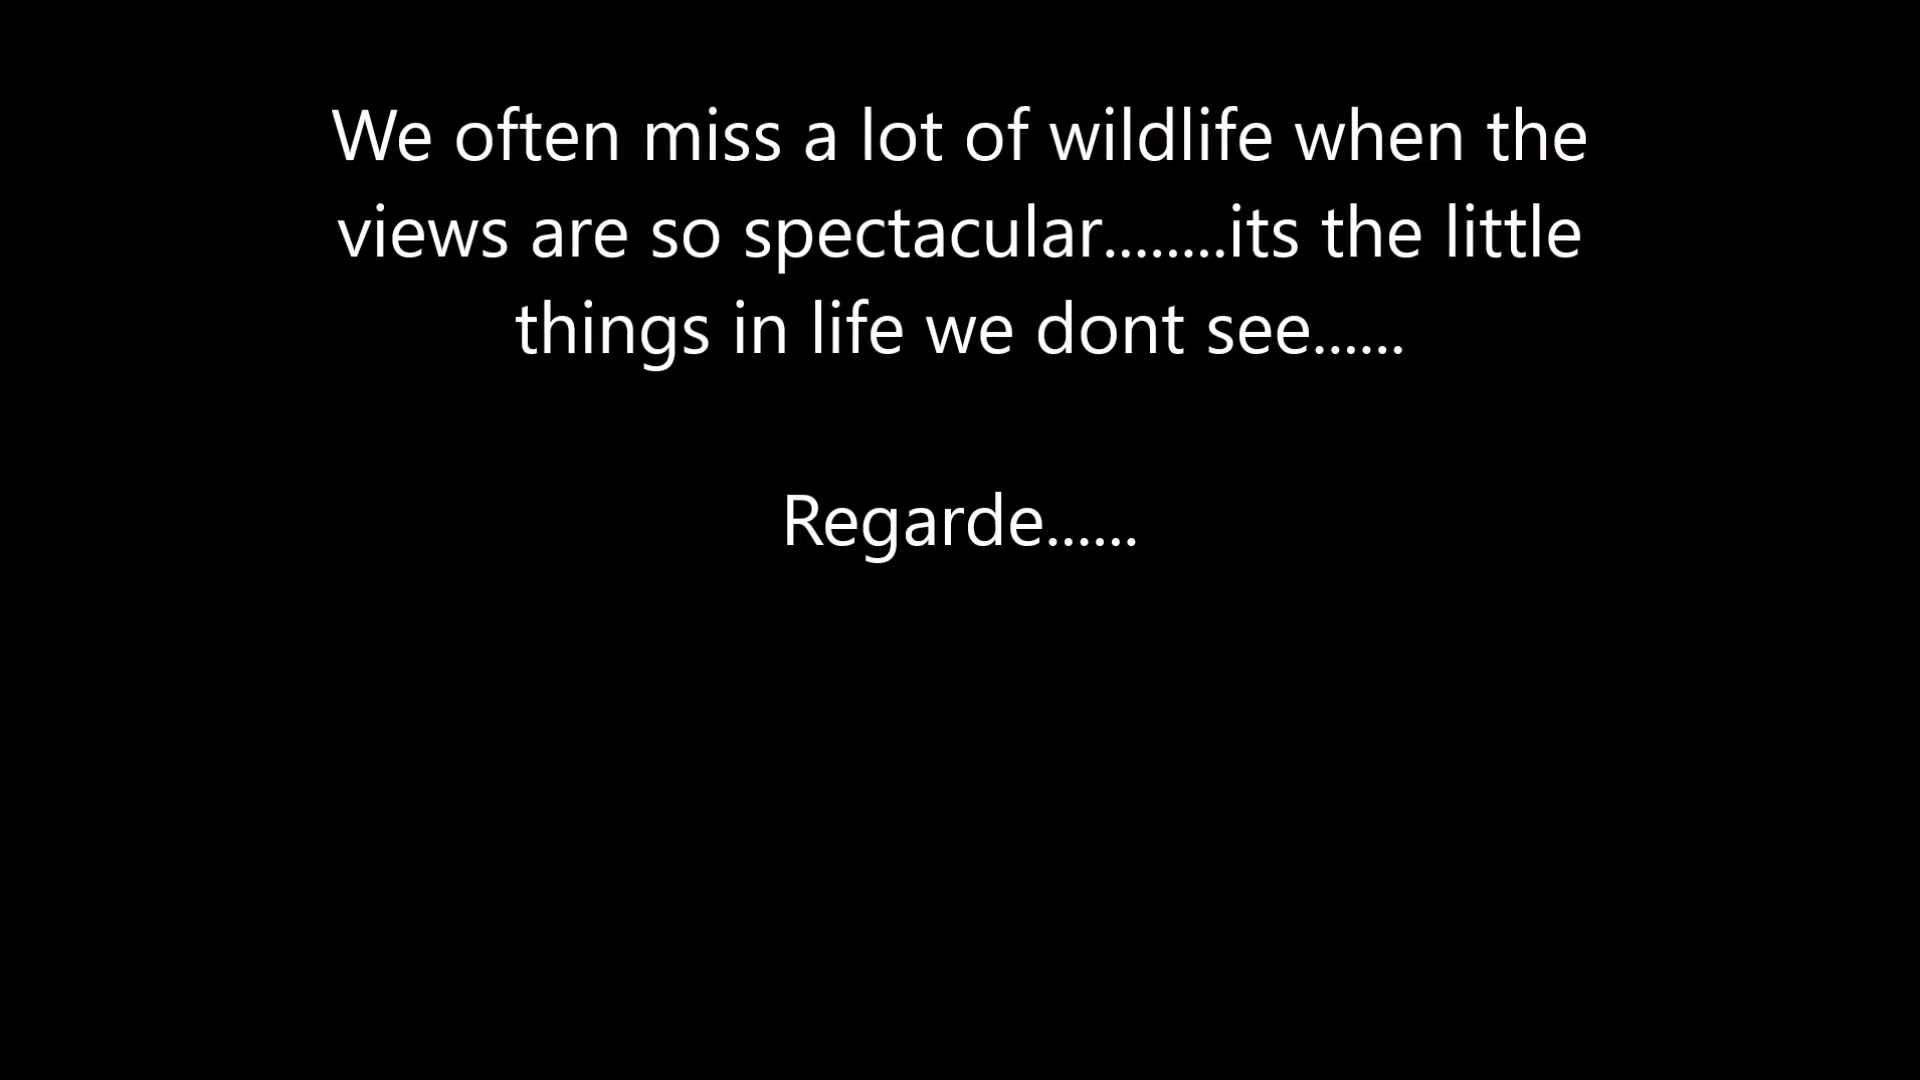 We often miss a lot of wildlife when the
views are so spectacular........its the little
things in life we dont see......
Regarde......